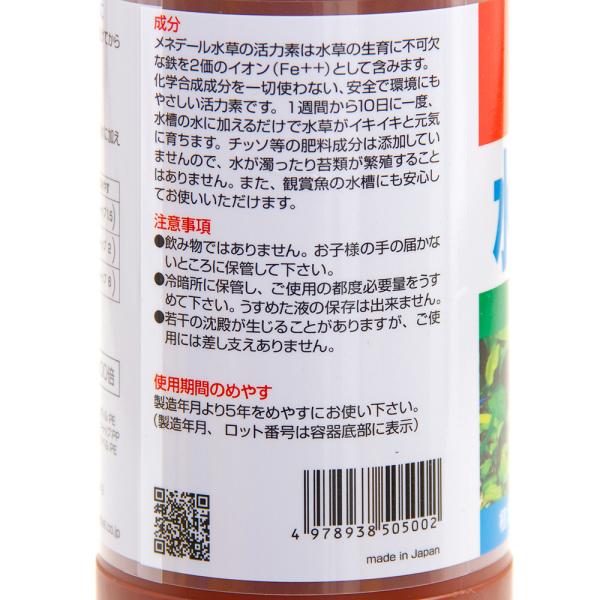 成分
メネデール水草の活力素は水草の生育に不可欠
な鉄を2価のイオン(Fe++)として含みます。
化学合成成分を一切使わない、安全で環境にも
やさしい活力素です。1週間から10日に一度、
水槽の水に加えるだけで水草がイキイキと元気
に育ちます。チッソ等の肥料成分は添加してい
ませんので、水が濁ったり苔類が繁殖すること
はありません。また、観賞魚の水槽にも安心し
てお使いいただけます。
注意事項
●飲み物ではありません。お子様の手の届かな
いところに保管して下さい。
●冷暗所に保管し、ご使用の都度必要量をうす
めて下さい。うすめた液の保存は出来ません。
●若干の沈殿が生じることがありますが、ご使
用には差し支えありません。
使用期間のめやす
製造年月より5年をめやすにお使い下さい。
(製造年月、ロット番号は容器底部に表示)
4 978938 505002
made in Japan